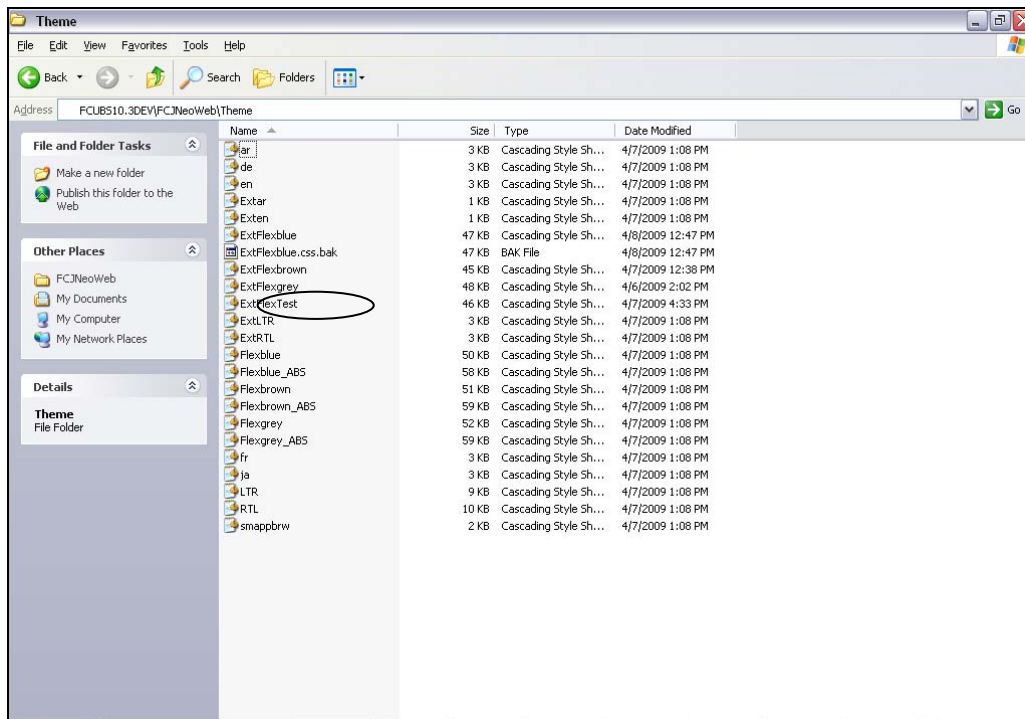 Theme
File Edit View Favorites Tools Help
Back Search Folders
Address FCUBS10.3DEV\FCJNeoWeb\Theme Go
File and Folder Tasks
Make a new folder
Publish this folder to the
Web
Other Places
FCJNeoWeb
My Documents
My Computer
My Network Places
Details
Theme
File Folder
Name Size Type Date Modified
ar 3 KB Cascading Style Sh... 4/7/2009 1:08 PM
de 3 KB Cascading Style Sh... 4/7/2009 1:08 PM
en 3 KB Cascading Style Sh... 4/7/2009 1:08 PM
Extar 1 KB Cascading Style Sh... 4/7/2009 1:08 PM
Exten 1 KB Cascading Style Sh... 4/7/2009 1:08 PM
ExtFlexblue 47 KB Cascading Style Sh... 4/8/2009 12:47 PM
ExtFlexblue.css.bak 47 KB BAK File 4/8/2009 12:47 PM
ExtFlexbrown 45 KB Cascading Style Sh... 4/7/2009 12:38 PM
ExtFlexgrey 48 KB Cascading Style Sh... 4/6/2009 2:02 PM
ExtFlexTest 46 KB Cascading Style Sh... 4/7/2009 4:33 PM
ExtLTR 3 KB Cascading Style Sh... 4/7/2009 1:08 PM
ExtRTL 3 KB Cascading Style Sh... 4/7/2009 1:08 PM
Flexblue 50 KB Cascading Style Sh... 4/7/2009 1:08 PM
Flexblue_ABS 58 KB Cascading Style Sh... 4/7/2009 1:08 PM
Flexbrown 51 KB Cascading Style Sh... 4/7/2009 1:08 PM
Flexbrown_ABS 59 KB Cascading Style Sh... 4/7/2009 1:08 PM
Flexgrey 52 KB Cascading Style Sh... 4/7/2009 1:08 PM
Flexgrey_ABS 59 KB Cascading Style Sh... 4/7/2009 1:08 PM
fr 3 KB Cascading Style Sh... 4/7/2009 1:08 PM
ja 3 KB Cascading Style Sh... 4/7/2009 1:08 PM
LTR 9 KB Cascading Style Sh... 4/7/2009 1:08 PM
RTL 10 KB Cascading Style Sh... 4/7/2009 1:08 PM
smappbrw 2 KB Cascading Style Sh... 4/7/2009 1:08 PM